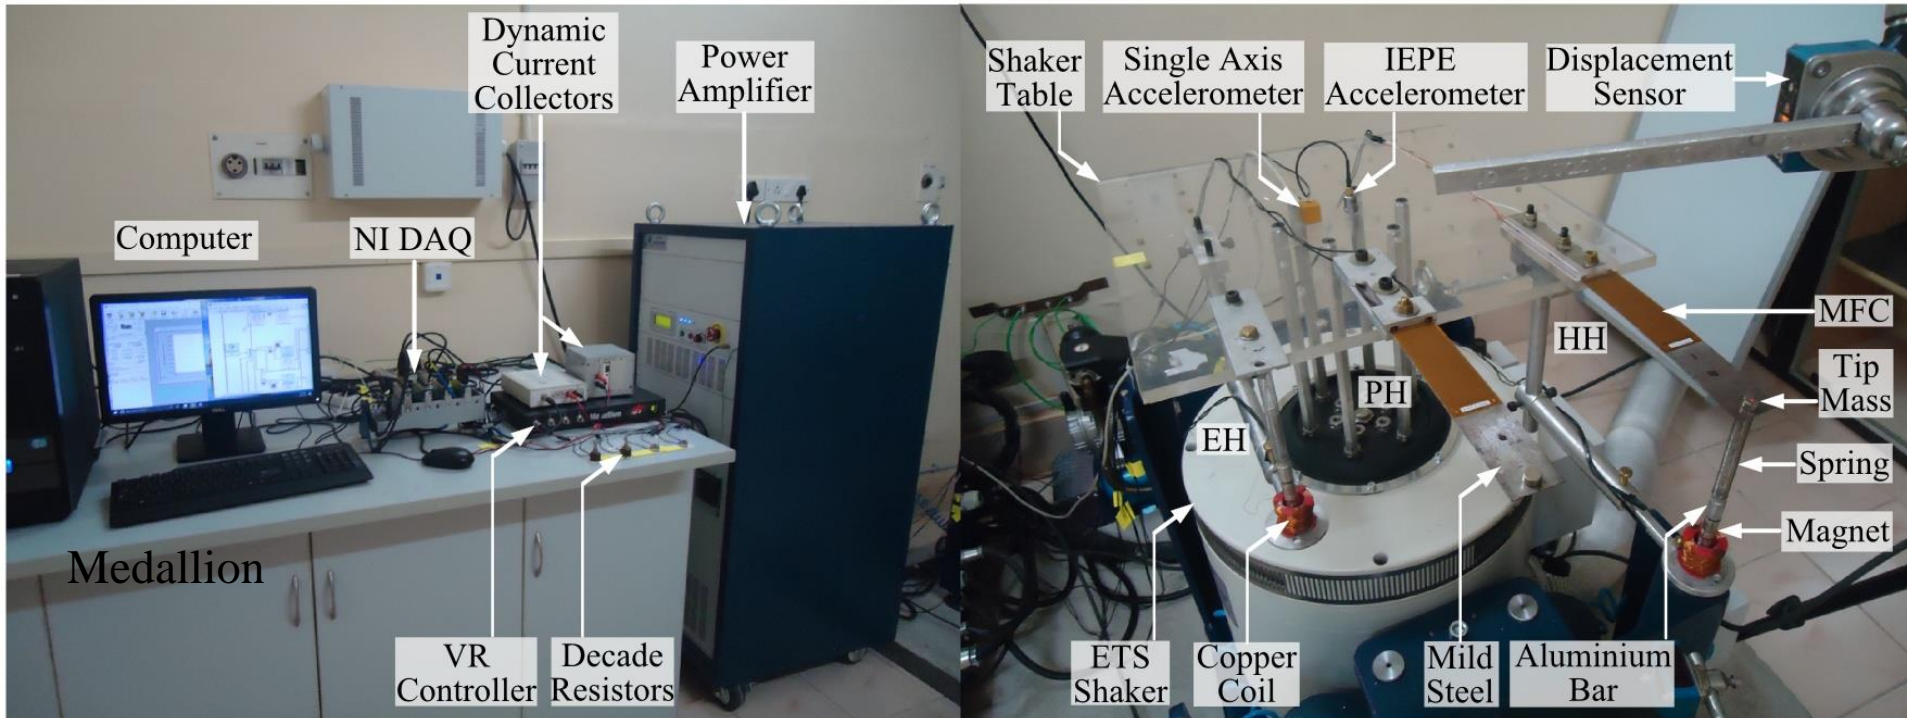 Dynamic
Current
Collectors
Power
Amplifier
Computer
NI DAQ
Medallion
VR
Controller
Decade
Resistors
Shaker
Table
Single Axis
Accelerometer
IEPE
Accelerometer
Displacement
Sensor
MFC
HH
Tip
Mass
PH
EH
Spring
Magnet
ETS
Shaker
Copper
Coil
Mild
Steel
Aluminium
Bar